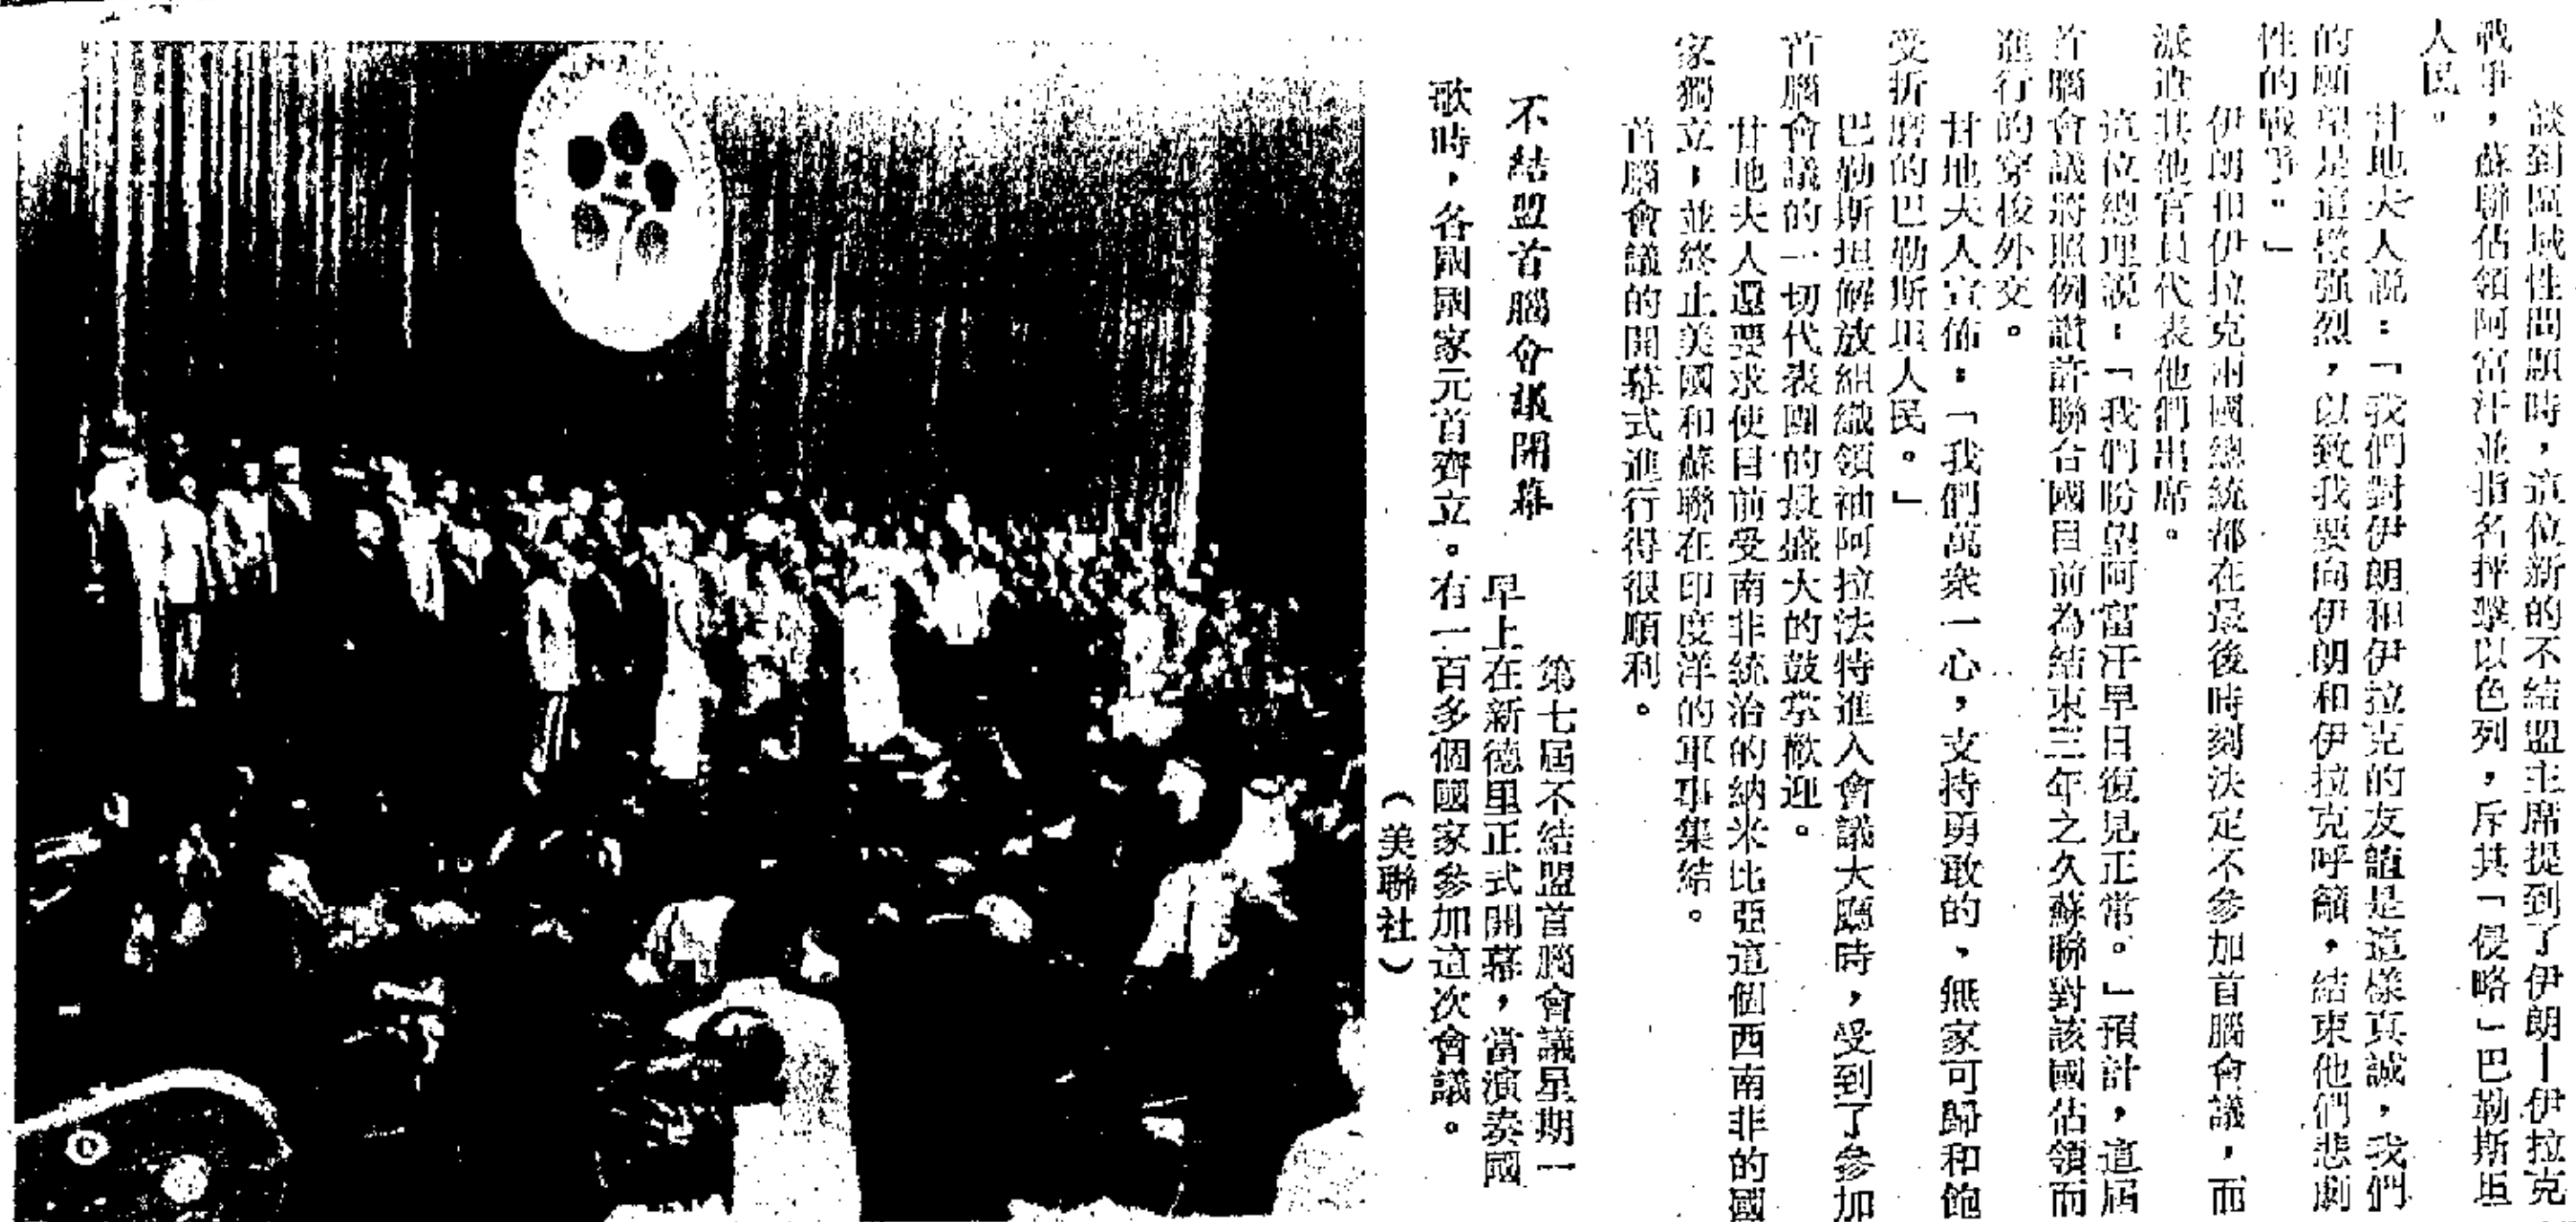 談到區域性問題時，這位新的不結盟主席提到了伊朗—伊拉克
戰爭，蘇聯佔領阿富汗並指名抨擊以色列，斥其「侵略」巴勒斯坦
人民。
甘地夫人説：「我們對伊朗和伊拉克的友誼是這樣真誠，我們
的願望是這樣强烈，以致我要向伊朗和伊拉克呼籲，結束他們悲劇
性的戰爭。」
伊朗和伊拉克兩國總統都在最後時刻決定不參加首腦會議，而
派遣其他官員代表他們出席。
這位總理説：「我們盼望阿富汗早日復見正常。」預計，這屆
首腦會議將照例讚許聯合國目前為結束三年之久蘇聯對該國佔領而
進行的穿梭外交。
甘地夫人宣佈：「我們萬衆一心，支持勇敢的、無家可歸和飽
受折磨的巴勒斯坦人民。」
巴勒斯坦解放組織領袖阿拉法特進入會議大廳時，受到了參加
首腦會議的一切代表團的最盛大的鼓掌歡迎。
甘地夫人還要求使目前受南非統治的納米比亞這個西南非的國
家獨立，並終止美國和蘇聯在印度洋的軍事集結。
首腦會議的開幕式進行得很順利。
不結盟首腦會議開幕
第七屆不結盟首腦會議星期一
早上在新德里正式開幕，當演奏國
歌時，各國國家元首齊立。有一百多個國家參加這次會議。
（美聯社）